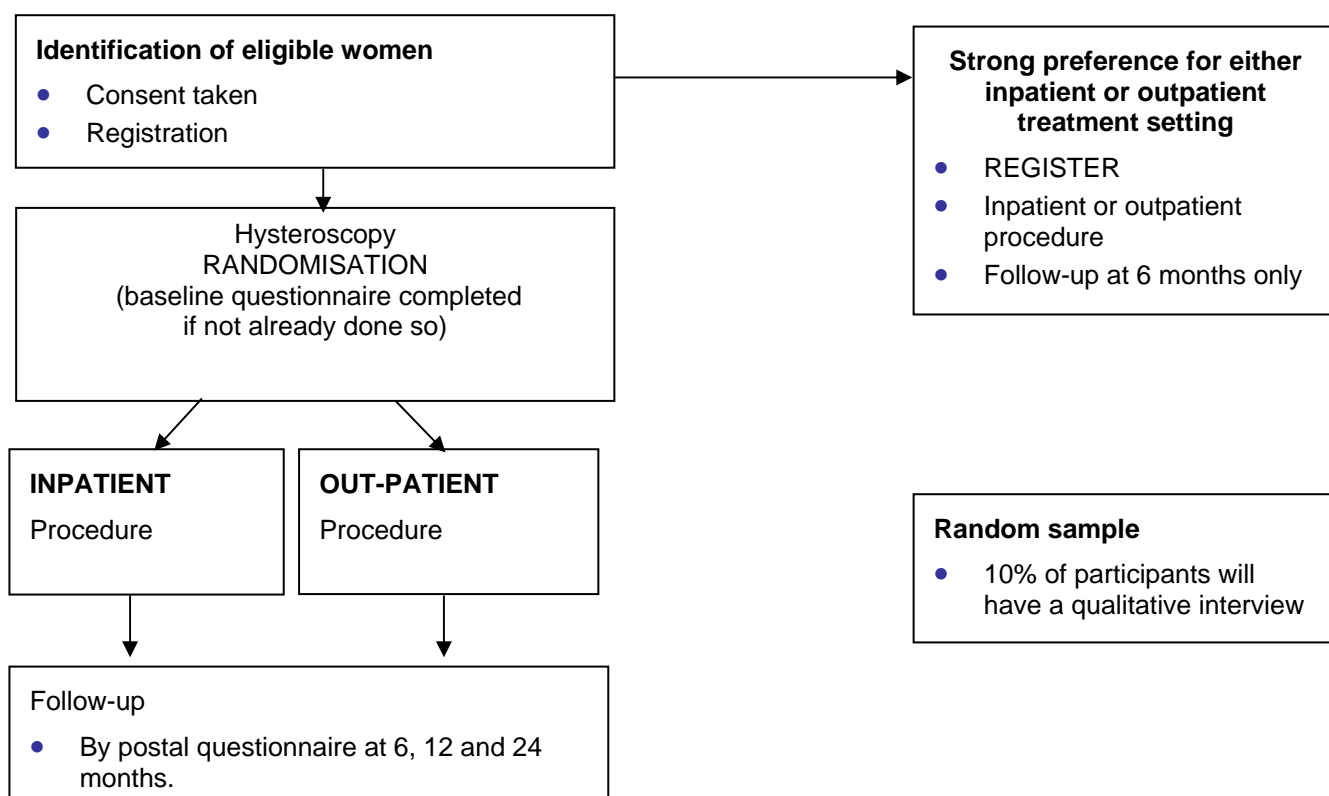 Identification of eligible women
• Consent taken
• Registration
Strong preference for either
inpatient or outpatient
treatment setting
• REGISTER
• Inpatient or outpatient
procedure
• Follow-up at 6 months only
Hysteroscopy
RANDOMISATION
(baseline questionnaire completed
if not already done so)
INPATIENT
Procedure
OUT-PATIENT
Procedure
Random sample
• 10% of participants will
have a qualitative interview
Follow-up
• By postal questionnaire at 6, 12 and 24
months.